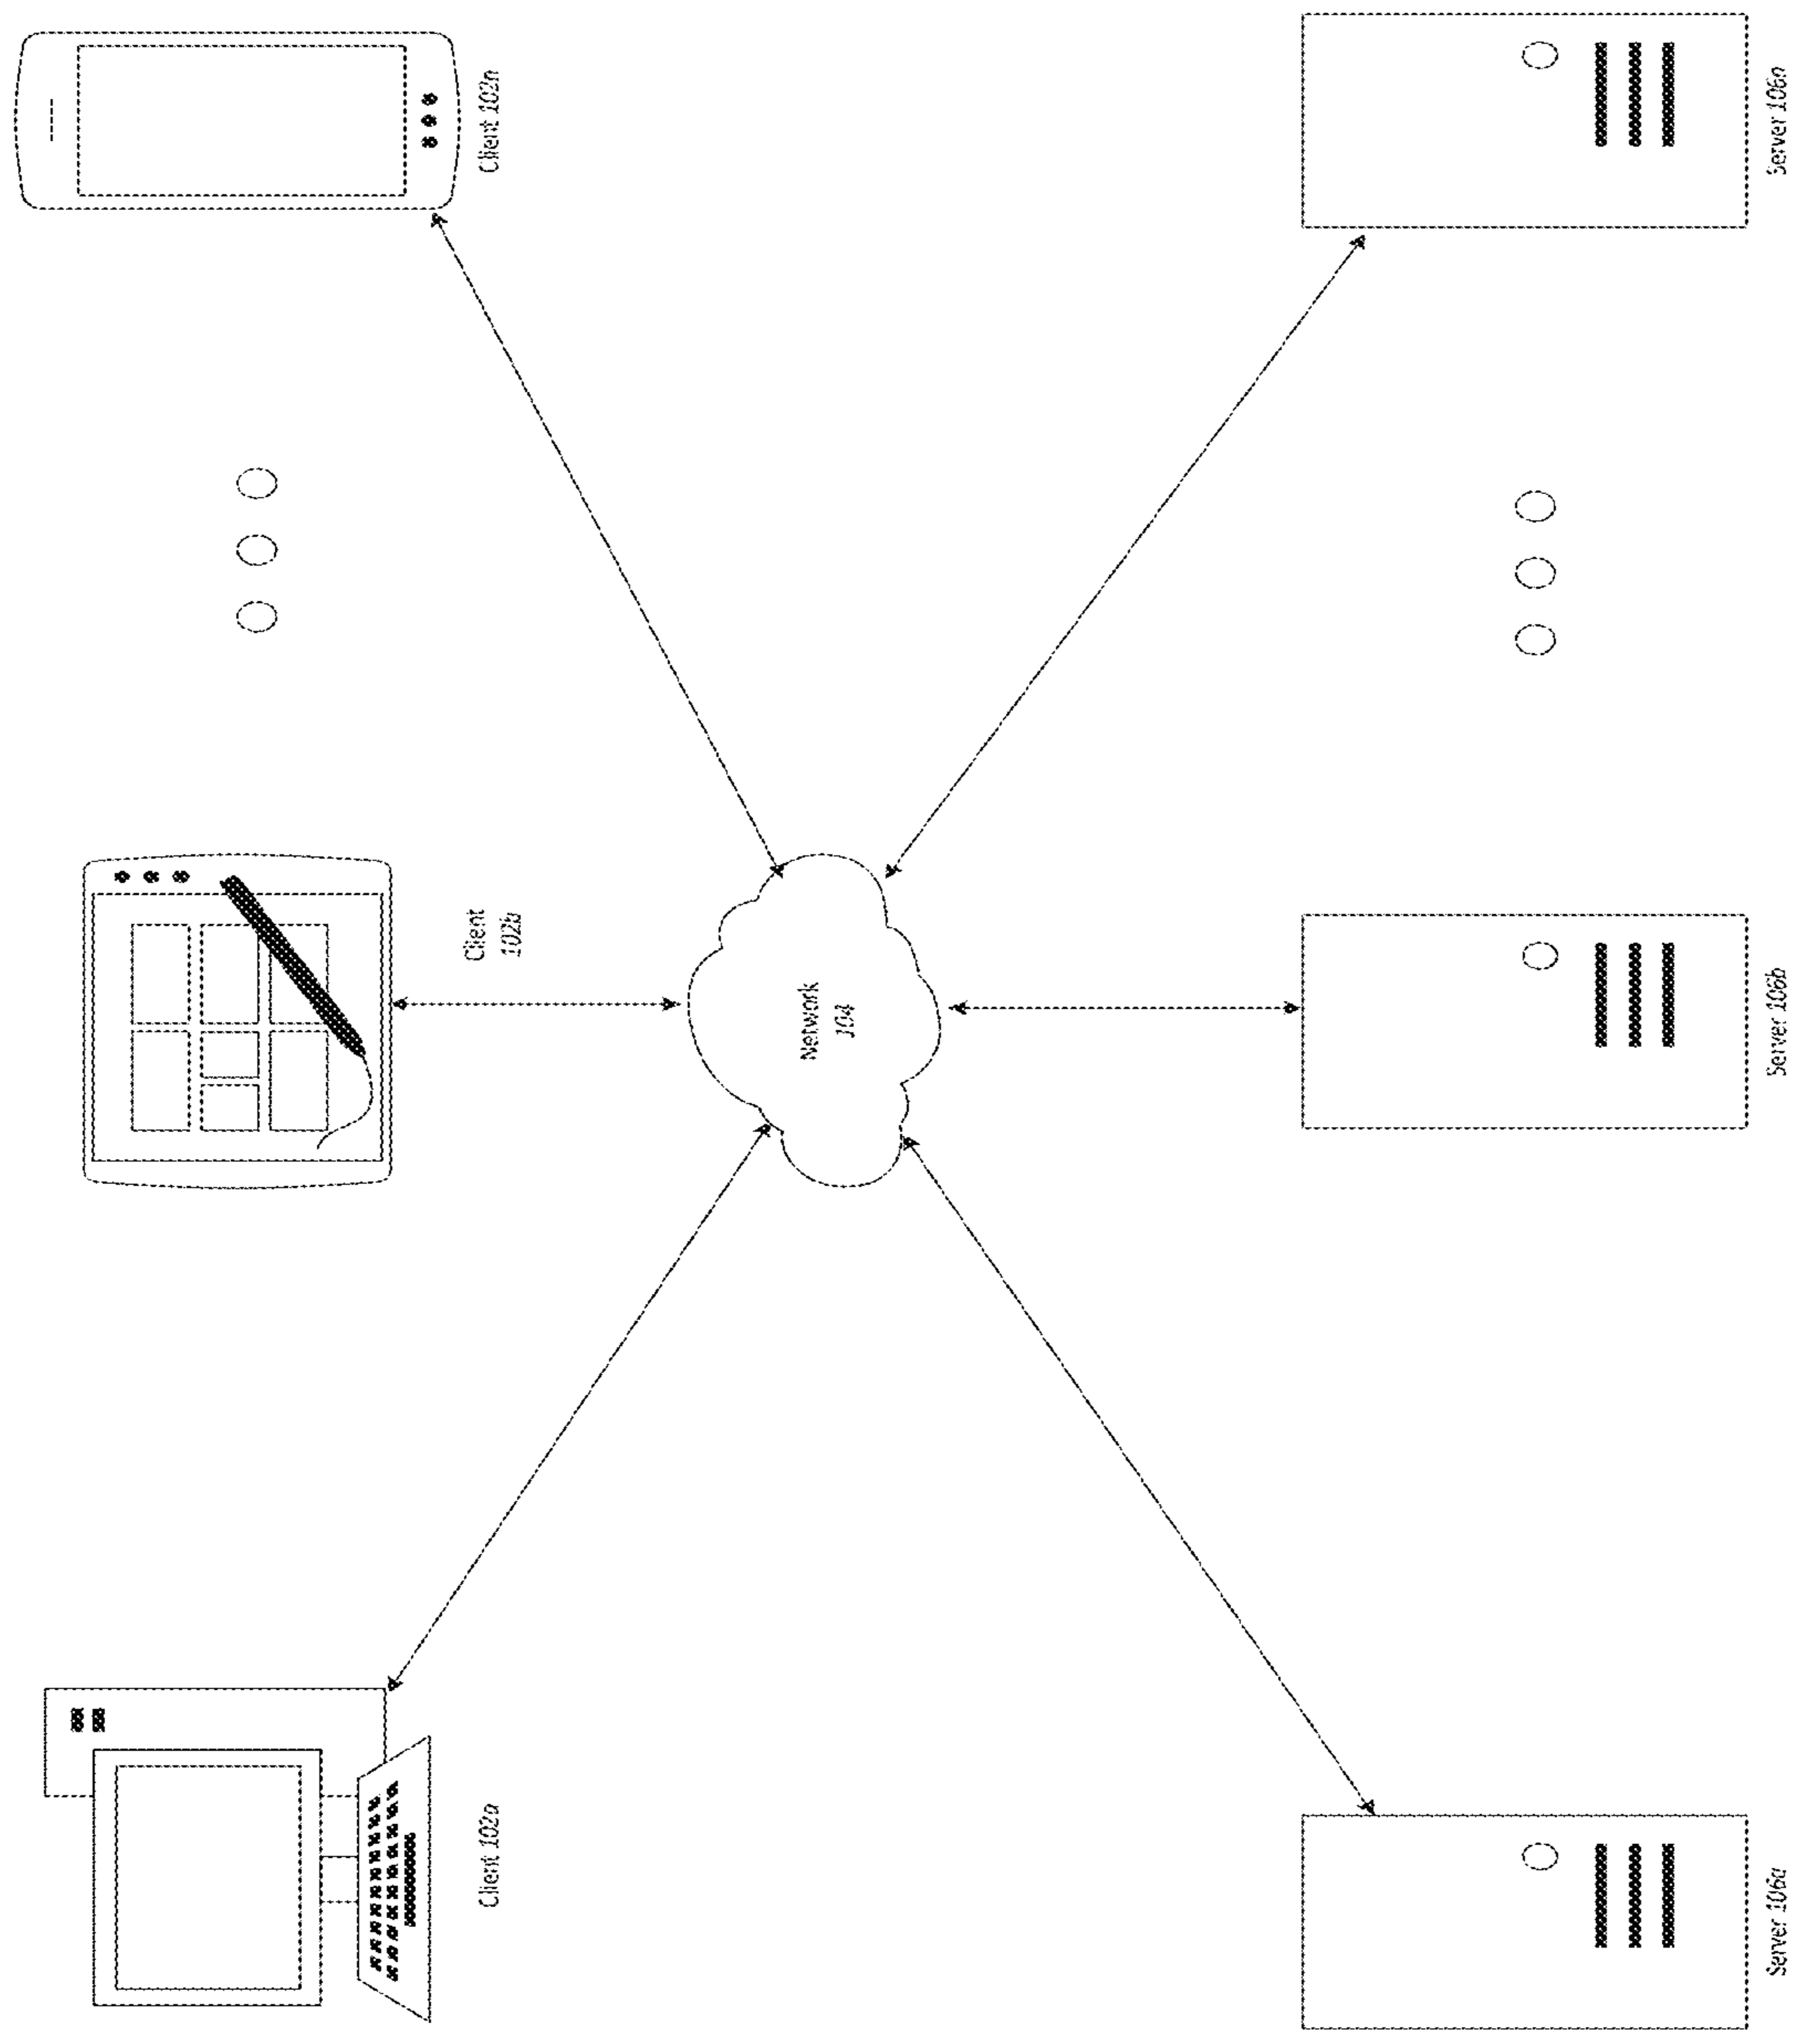 Client 102a
Client
102b
Client 102n
Network
104
Server 106a
Server 106b
Server 106n